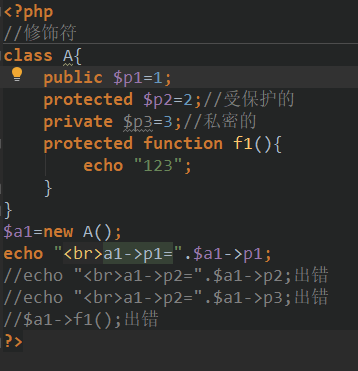 <?php
//修饰符
class A{
    public $p1=1;
    protected $p2=2;//受保护的
    private $p3=3;//私密的
    protected function f1(){
        echo "123";
    }
}
$a1=new A();
echo "<br>a1->p1=".$a1->p1;
//echo "<br>a1->p2=".$a1->p2;出错
//echo "<br>a1->p2=".$a1->p3;出错
//$a1->f1();出错
?>